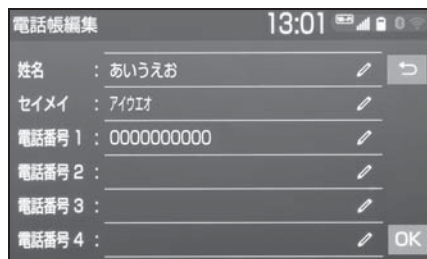 電話帳編集 13:01
姓名 : あいうえお
セイメイ : アイウエオ
電話番号1 : 0000000000
電話番号2 :
電話番号3 :
電話番号4 :
OK